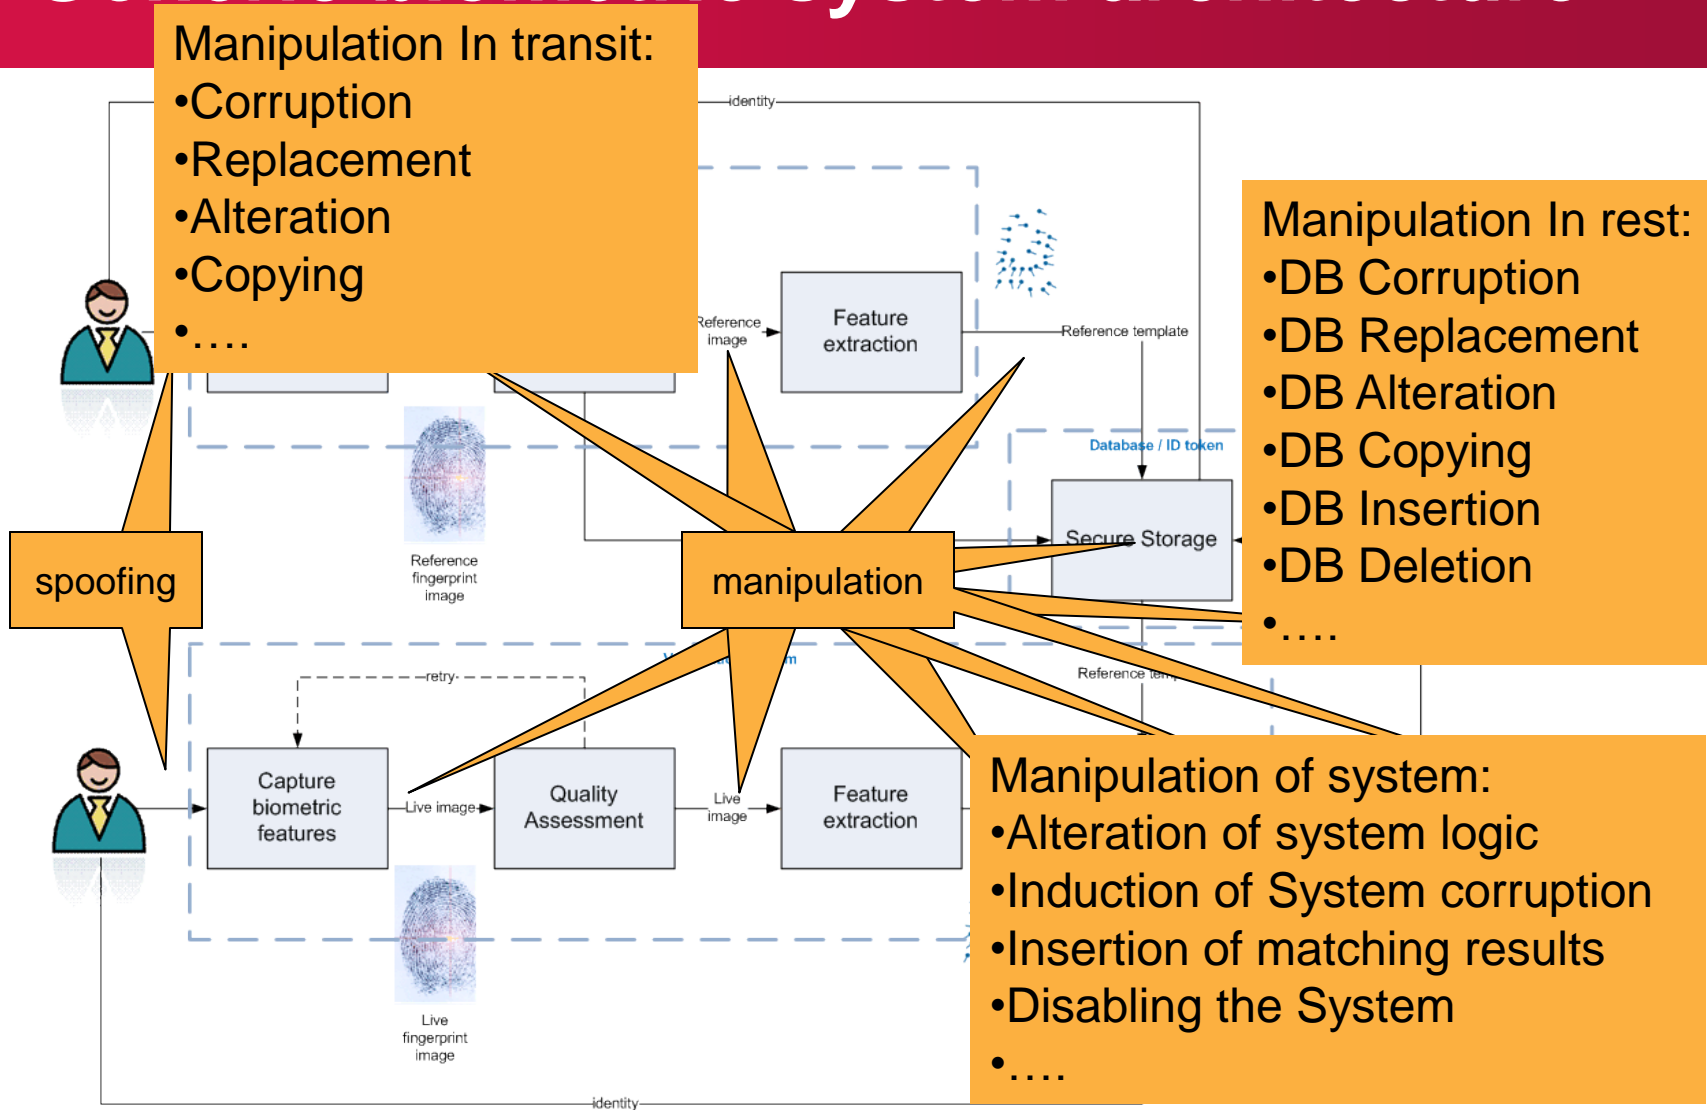 biometric system architecture
Manipulation In transit:
•Corruption
•Replacement
•Alteration
•Copying
•....
identity
Reference
image
Feature
extraction
Reference template
Manipulation In rest:
•DB Corruption
•DB Replacement
•DB Alteration
•DB Copying
•DB Insertion
•DB Deletion
•....
Database / ID token
Secure Storage
spoofing
Reference
fingerprint
image
manipulation
retry
Reference
Capture
biometric
features
Live image
Quality
Assessment
Live
image
Feature
extraction
Manipulation of system:
•Alteration of system logic
•Induction of System corruption
•Insertion of matching results
•Disabling the System
•....
Live
fingerprint
image
identity